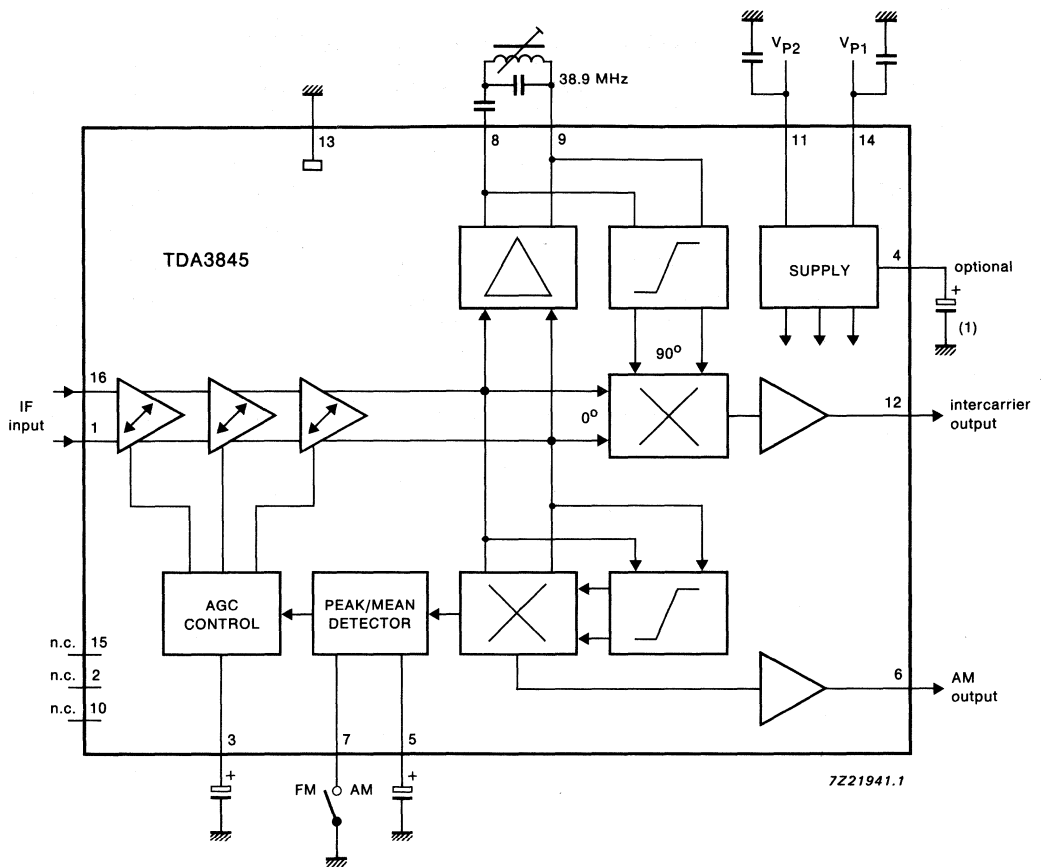 38.9 MHz
VP2
VP1
13
8
9
11
14
TDA3845
SUPPLY
4
optional
+
(1)
90°
16
IF
input
1
0°
12
intercarrier
output
AGC
CONTROL
PEAK/MEAN
DETECTOR
n.c. 15
n.c. 2
n.c. 10
6
AM
output
3
7
5
+
FM
AM
+
7Z21941.1